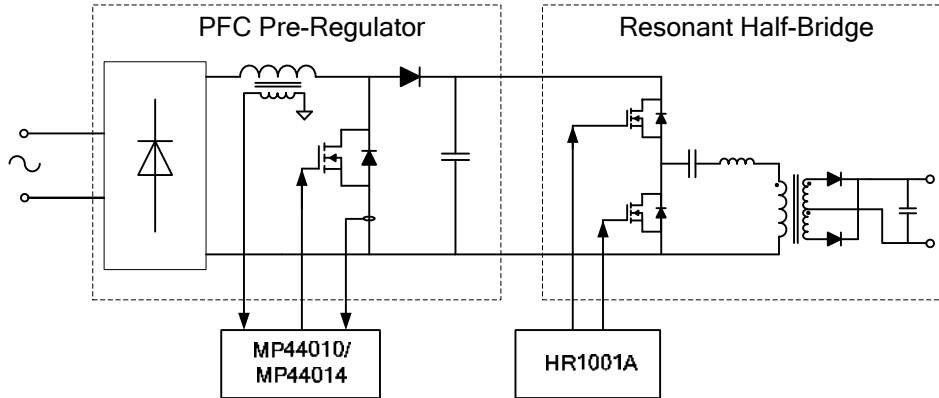 PFC Pre-Regulator
Resonant Half-Bridge
MP44010/
MP44014
HR1001A